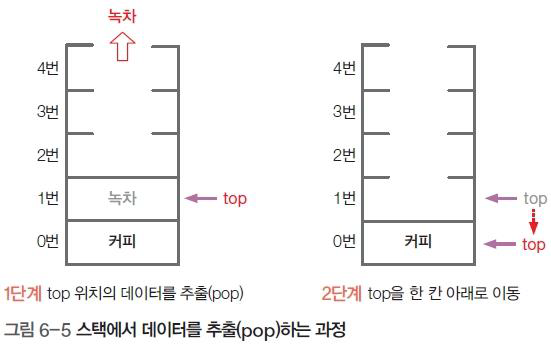 녹차
4번
3번
2번
1번 녹차 top
0번 커피
4번
3번
2번
1번 top
0번 커피 top
1단계 top 위치의 데이터를 추출(pop)
2단계 top을 한 칸 아래로 이동
그림 6-5 스택에서 데이터를 추출(pop)하는 과정